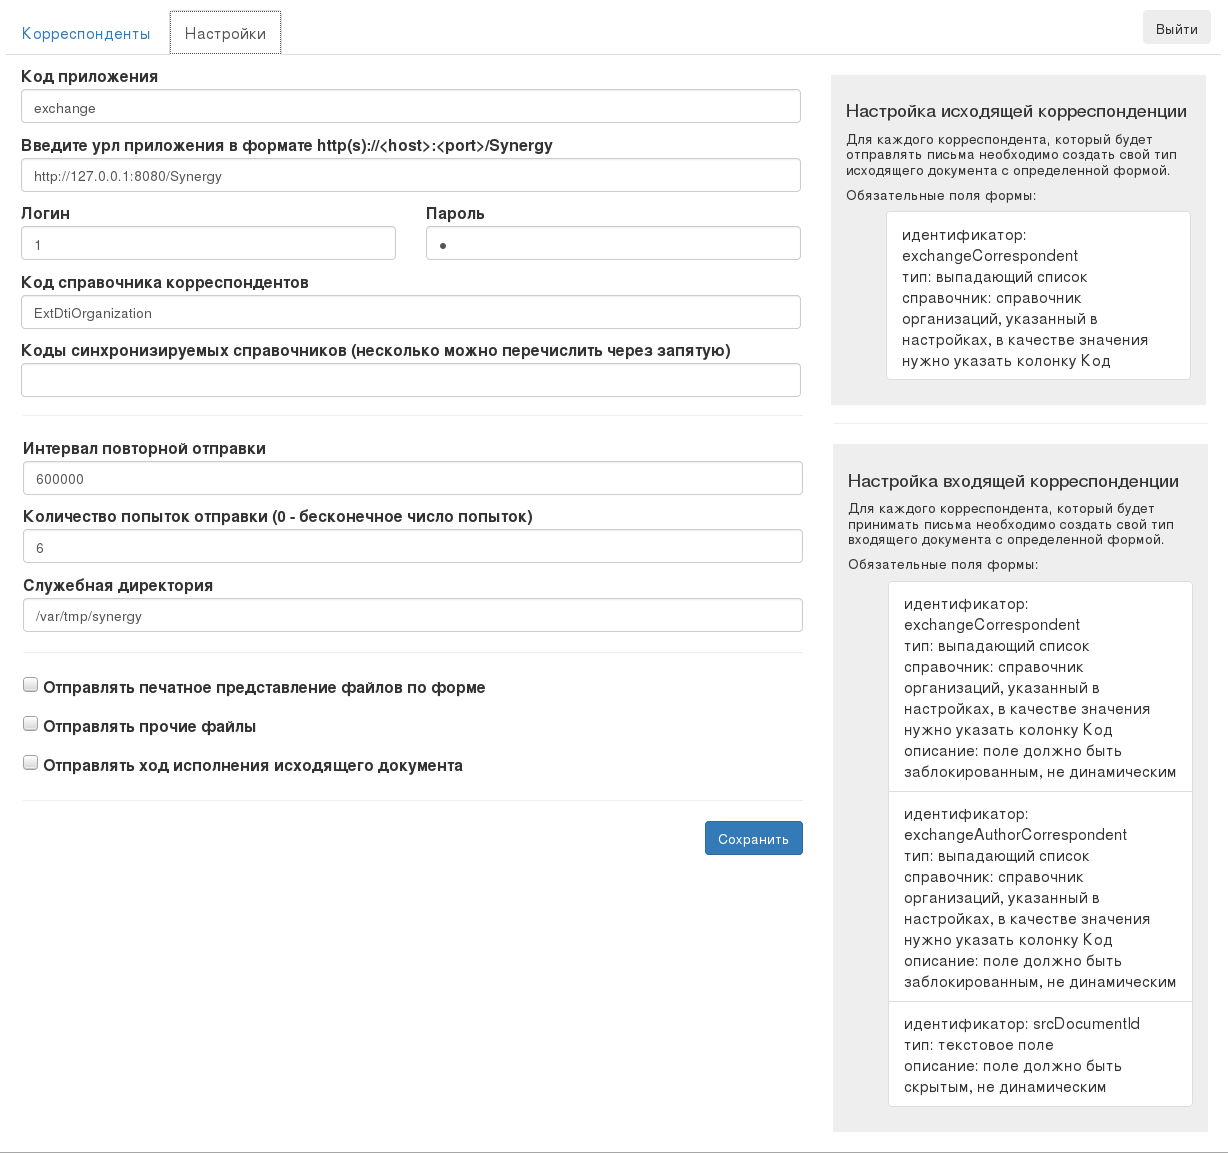 Корреспонденты
Настройки
Выйти
Код приложения
exchange
Введите урл приложения в формате http(s)://<host>:<port>/Synergy
http://127.0.0.1:8080/Synergy
Логин
Пароль
1
●
Код справочника корреспондентов
ExtDtiOrganization
Коды синхронизируемых справочников (несколько можно перечислить через запятую)
Интервал повторной отправки
600000
Количество попыток отправки (0 - бесконечное число попыток)
6
Служебная директория
/var/tmp/synergy
Отправлять печатное представление файлов по форме
Отправлять прочие файлы
Отправлять ход исполнения исходящего документа
Сохранить
Настройка исходящей корреспонденции
Для каждого корреспондента, который будет
отправлять письма необходимо создать свой тип
исходящего документа с определенной формой.
Обязательные поля формы:
идентификатор:
exchangeCorrespondent
тип: выпадающий список
справочник: справочник
организаций, указанный в
настройках, в качестве значения
нужно указать колонку Код
Настройка входящей корреспонденции
Для каждого корреспондента, который будет
принимать письма необходимо создать свой тип
входящего документа с определенной формой.
Обязательные поля формы:
идентификатор:
exchangeCorrespondent
тип: выпадающий список
справочник: справочник
организаций, указанный в
настройках, в качестве значения
нужно указать колонку Код
описание: поле должно быть
заблокированным, не динамическим
идентификатор:
exchangeAuthorCorrespondent
тип: выпадающий список
справочник: справочник
организаций, указанный в
настройках, в качестве значения
нужно указать колонку Код
описание: поле должно быть
заблокированным, не динамическим
идентификатор: srcDocumentId
тип: текстовое поле
описание: поле должно быть
скрытым, не динамическим